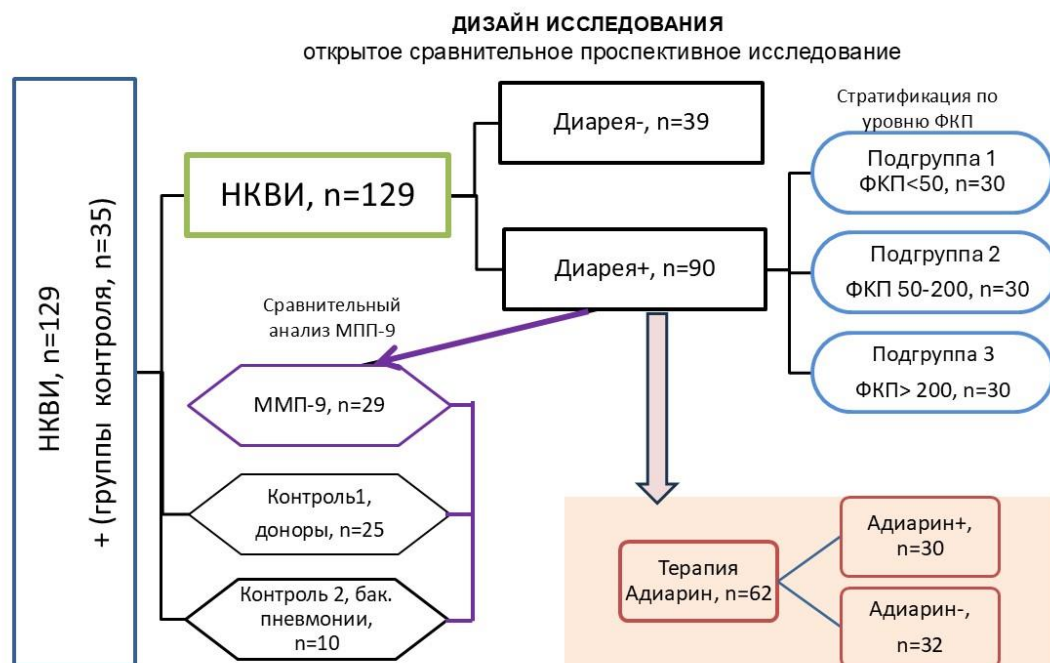 ДИЗАЙН ИССЛЕДОВАНИЯ
открытое сравнительное проспективное исследование
НКВИ, n=129
+ (группы контроля, n=35)
НКВИ, n=129
Диарея-, n=39
Диарея+, n=90
Стратификация по
уровню ФКП
Подгруппа 1
ФКП<50, n=30
Подгруппа 2
ФКП 50-200, n=30
Подгруппа 3
ФКП> 200, n=30
Сравнительный
анализ МПП-9
ММП-9, n=29
Контроль1,
доноры, n=25
Контроль 2, бак.
пневмонии,
n=10
Терапия
Адиарин, n=62
Адиарин+,
n=30
Адиарин-,
n=32